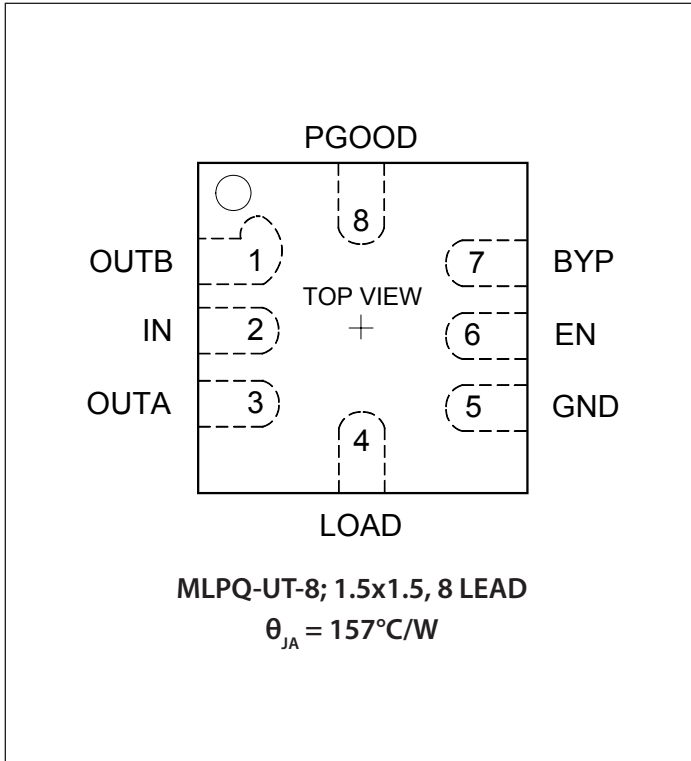 PGOOD
8
OUTB 1 7 BYP
TOP VIEW
IN 2 6 EN
OUTA 3 5 GND
4
LOAD
MLPQ-UT-8; 1.5x1.5, 8 LEAD
θJA = 157°C/W